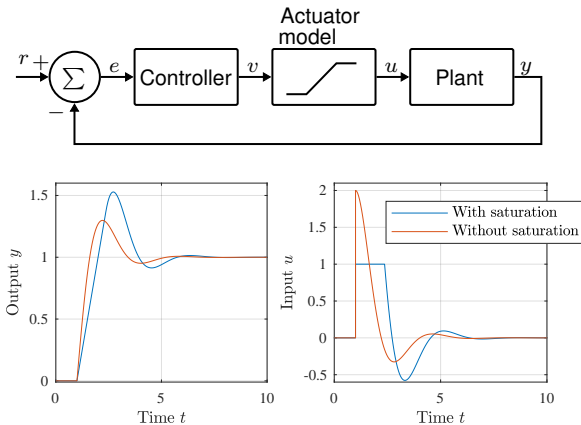 Actuator
model
r + Σ e Controller v u Plant y
−
1.5
1
0.5
0
0 5 10
Output y
Time t
2
1.5
1
0.5
0
-0.5
0 5 10
Input u
Time t
With saturation
Without saturation